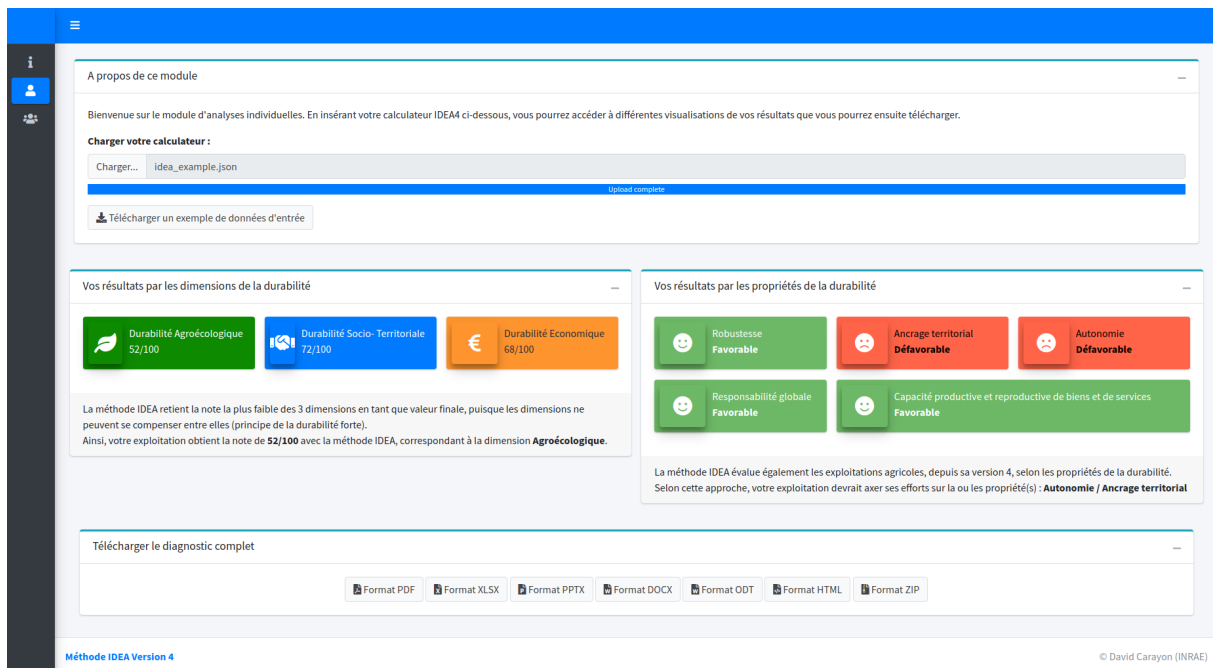 A propos de ce module
Bienvenue sur le module d'analyses individuelles. En insérant votre calculateur IDEA4 ci-dessous, vous pourrez accéder à différentes visualisations de vos résultats que vous pourrez ensuite télécharger.
Charger votre calculateur :
Charger... idea_example.json
Upload complete
Télécharger un exemple de données d'entrée
Vos résultats par les dimensions de la durabilité
Durabilité Agroécologique
52/100
Durabilité Socio- Territoriale
72/100
Durabilité Economique
68/100
La méthode IDEA retient la note la plus faible des 3 dimensions en tant que valeur finale, puisque les dimensions ne
peuvent se compenser entre elles (principe de la durabilité forte).
Ainsi, votre exploitation obtient la note de 52/100 avec la méthode IDEA, correspondant à la dimension Agroécologique.
Vos résultats par les propriétés de la durabilité
Robustesse
Favorable
Ancrage territorial
Défavorable
Autonomie
Défavorable
Responsabilité globale
Favorable
Capacité productive et reproductive de biens et de services
Favorable
La méthode IDEA évalue également les exploitations agricoles, depuis sa version 4, selon les propriétés de la durabilité.
Selon cette approche, votre exploitation devrait axer ses efforts sur la ou les propriété(s) : Autonomie / Ancrage territorial
Télécharger le diagnostic complet
Format PDF Format XLSX Format PPTX Format DOCX Format ODT Format HTML Format ZIP
Méthode IDEA Version 4
© David Carayon (INRAE)